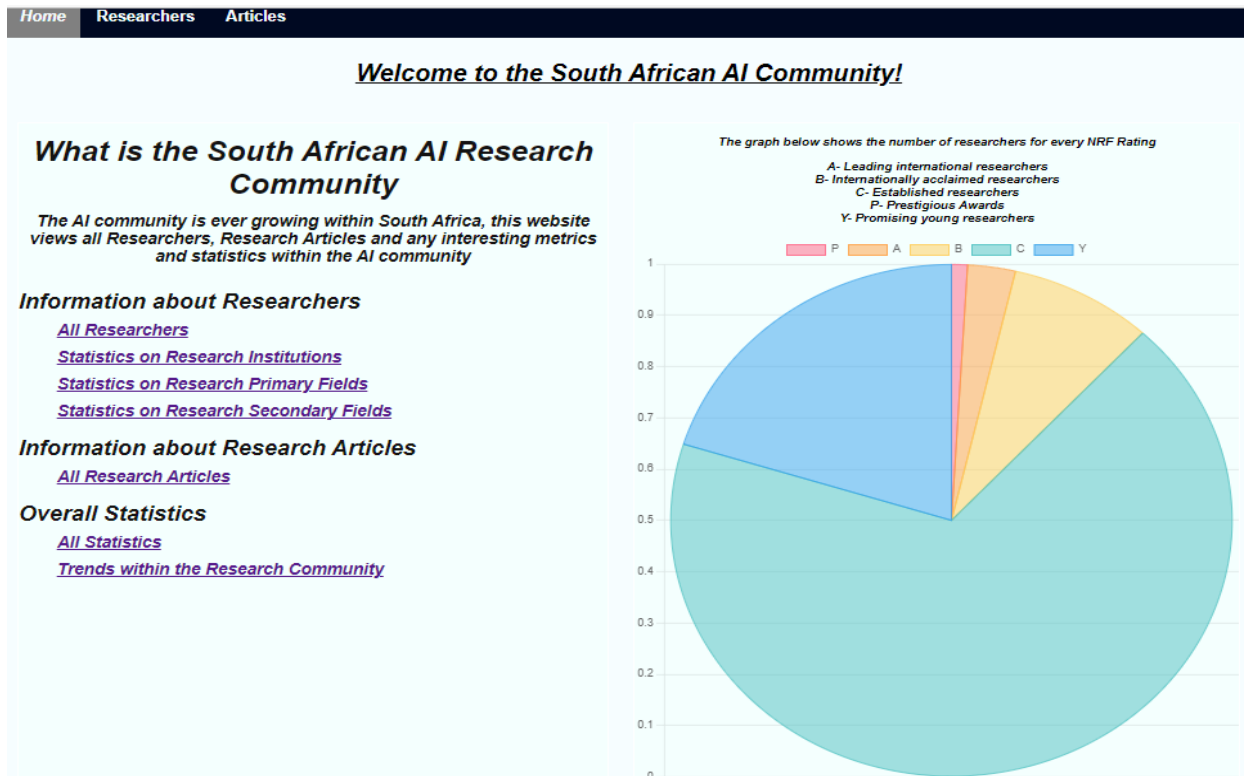 Home Researchers Articles
Welcome to the South African AI Community!
What is the South African AI Research
Community
The AI community is ever growing within South Africa, this website
views all Researchers, Research Articles and any interesting metrics
and statistics within the AI community
Information about Researchers
All Researchers
Statistics on Research Institutions
Statistics on Research Primary Fields
Statistics on Research Secondary Fields
Information about Research Articles
All Research Articles
Overall Statistics
All Statistics
Trends within the Research Community
The graph below shows the number of researchers for every NRF Rating
A- Leading international researchers
B- Internationally acclaimed researchers
C- Established researchers
P- Prestigious Awards
Y- Promising young researchers
P A B C Y
1
0.9
0.8
0.7
0.6
0.5
0.4
0.3
0.2
0.1
0